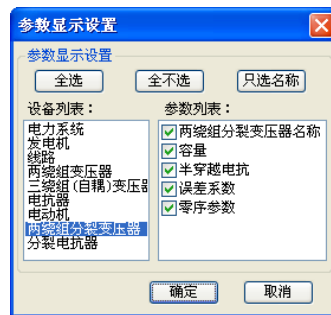 参数显示设置
参数显示设置
全选 全不选 只选名称
设备列表： 参数列表：
电力系统
发电机
线路
两绕组变压器
三绕组(自耦)变压器
电抗器
电动机
两绕组分裂变压器
分裂电抗器
两绕组分裂变压器名称
容量
半穿越电抗
误差系数
零序参数
确定 取消